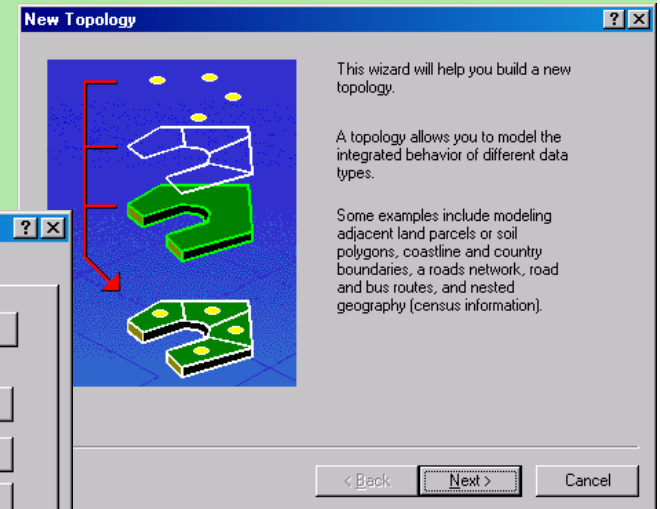 New Topology
This wizard will help you build a new
topology.
A topology allows you to model the
integrated behavior of different data
types.
Some examples include modeling
adjacent land parcels or soil
polygons, coastline and country
boundaries, a roads network, road
and bus routes, and nested
geography (census information).
< Back
Next >
Cancel